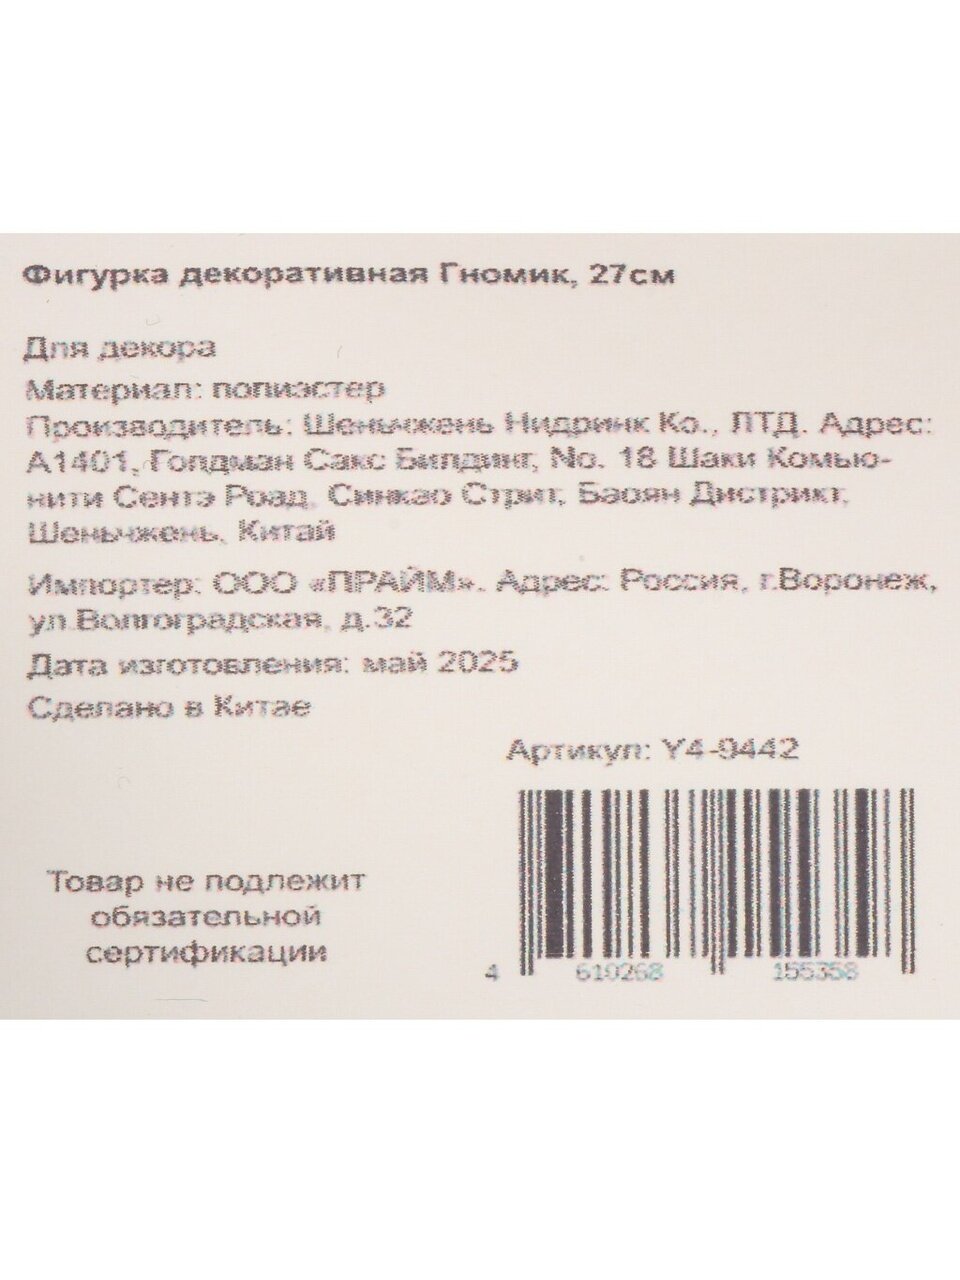 Фигурка декоративная Гномик, 27см
Для декора
Материал: полиэстер
Производитель: Шеньчжень Нидринк Ко., ЛТД. Адрес:
А1401, Голдман Сакс Билдинг, No. 18 Шаки Комью-
нити Сентэ Роад, Синкао Стрит, Баоян Дистрикт,
Шеньчжень, Китай
Импортер: ООО «ПРАЙМ». Адрес: Россия, г.Воронеж,
ул.Волгоградская, д.32
Дата изготовления: май 2025
Сделано в Китае
Артикул: Y4-9442
Товар не подлежит
обязательной
сертификации
4 610268 155358